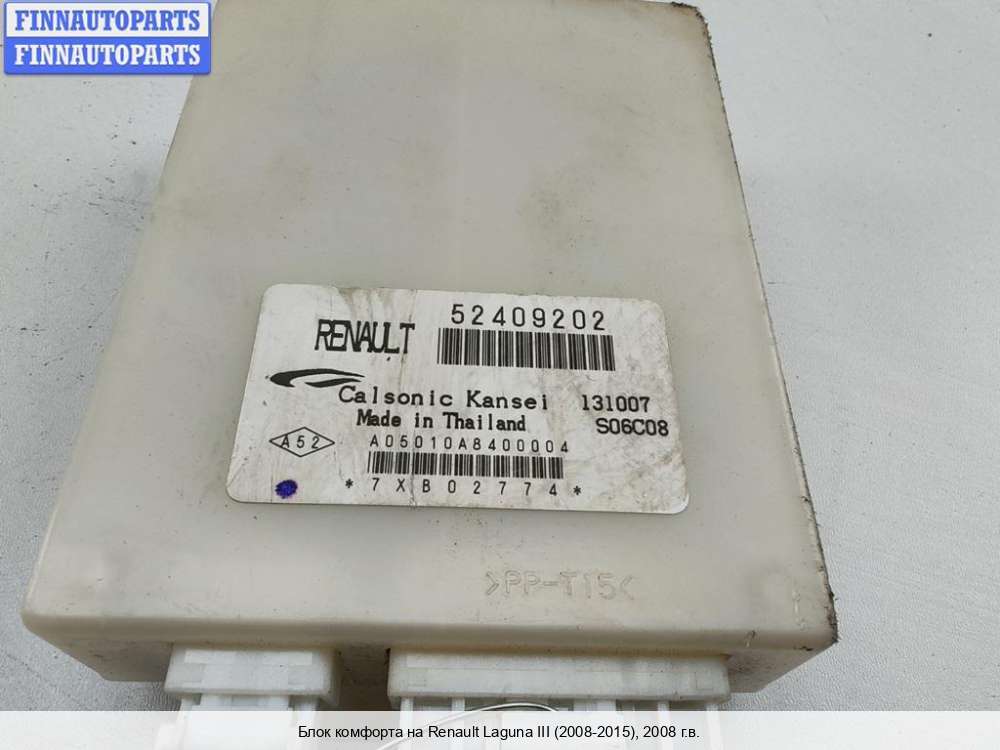 FINNAUTOPARTS
FINNAUTOPARTS
RENAULT
52409202
Calsonic Kansei 131007
Made in Thailand S06C08
A52
A05010A8400004
*7XB02774*
>PP-T15<
Блок комфорта на Renault Laguna III (2008-2015), 2008 г.в.